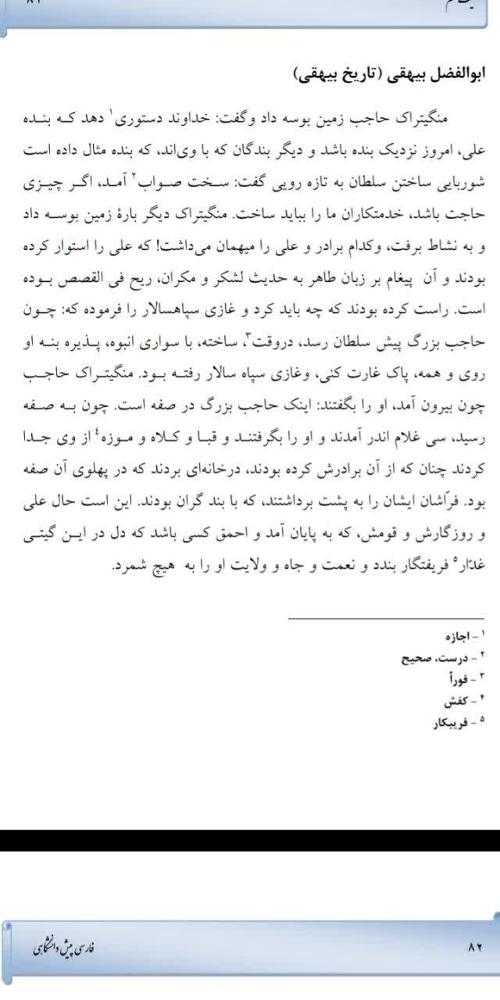 ۸۱
ابوالفضل بیهقی (تاریخ بیهقی)
منگیتراک حاجب زمین بوسه داد وگفت: خداوند دستوری۱ دهد که بنده
علی، امروز نزدیک بنده باشد و دیگر بندگان که با وی‌اند، که بنده مثال داده است
شوربایی ساختن سلطان به تازه رویی گفت: سخت صواب۲ آمد، اگر چیزی
حاجت باشد، خدمتکاران ما را بباید ساخت. منگیتراک دیگر بارهٔ زمین بوسه داد
و به نشاط برفت، وکدام برادر و علی را میهمان می‌داشت! که علی را استوار کرده
بودند و آن پیغام بر زبان طاهر به حدیث لشکر و مکران، ریح فی القصص بوده
است. راست کرده بودند که چه باید کرد و غازی سپاهسالار را فرموده که: چون
حاجب بزرگ پیش سلطان رسد، دروقت۳، ساخته، با سواری انبوه، پذیره بنه او
روی و همه، پاک غارت کنی، وغازی سپاه سالار رفته بود. منگیتراک حاجب
چون بیرون آمد، او را بگفتند: اینک حاجب بزرگ در صفه است. چون به صفه
رسید، سی غلام اندر آمدند و او را بگرفتند و قبا و کلاه و موزه۴ از وی جدا
کردند چنان که از آن برادرش کرده بودند، درخانه‌ای بردند که در پهلوی آن صفه
بود. فرّاشان ایشان را به پشت برداشتند، که با بند گران بودند. این است حال علی
و روزگارش و قومش، که به پایان آمد و احمق کسی باشد که دل در این گیتی
غدّار۵ فریفتگار بندد و نعمت و جاه و ولایت او را به هیچ شمرد.
۱ - اجازه
۲ - درست، صحیح
۳ - فوراً
۴ - کفش
۵ - فریبکار
۸۲
فارسی پیش دانشگاهی